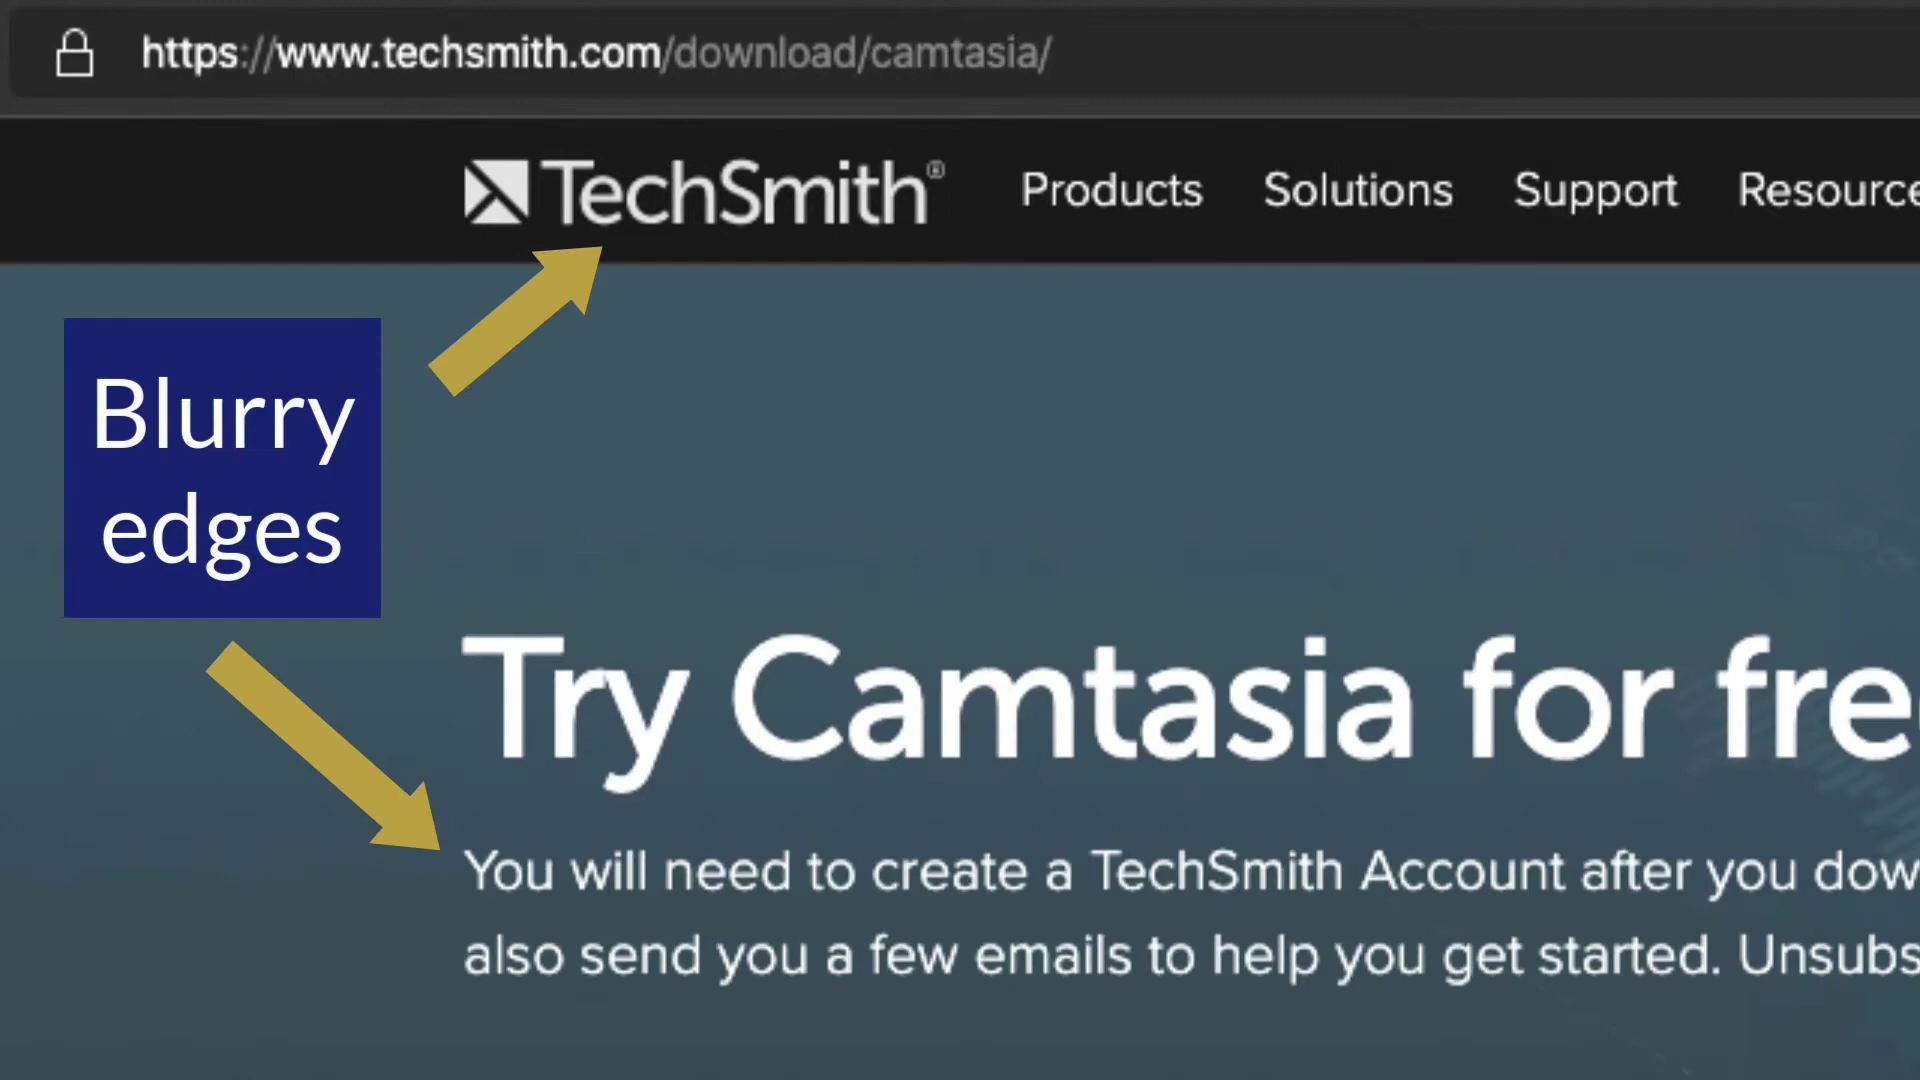 https://www.techsmith.com/download/camtasia/
TechSmith® Products Solutions Support Resource
Blurry
edges
Try Camtasia for fre
You will need to create a TechSmith Account after you dow
also send you a few emails to help you get started. Unsubs